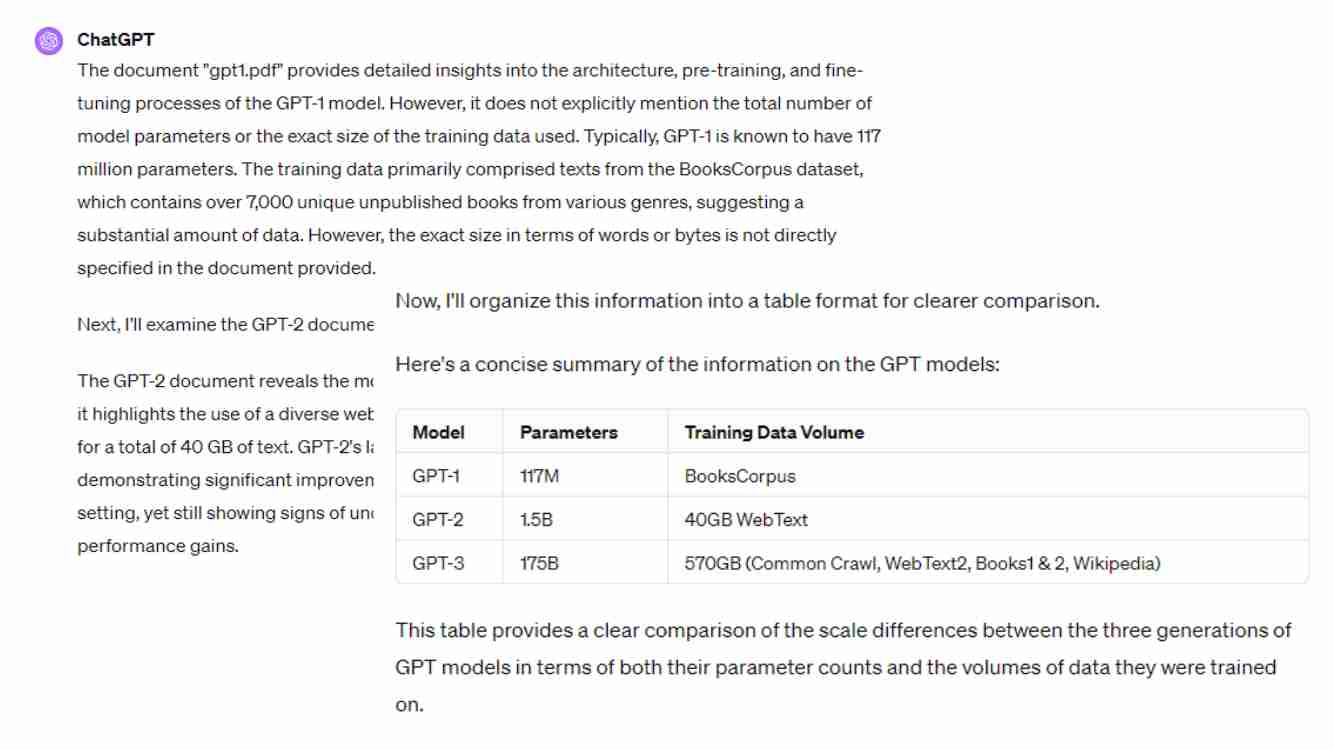 ChatGPT
The document "gpt1.pdf" provides detailed insights into the architecture, pre-training, and fine-
tuning processes of the GPT-1 model. However, it does not explicitly mention the total number of
model parameters or the exact size of the training data used. Typically, GPT-1 is known to have 117
million parameters. The training data primarily comprised texts from the BooksCorpus dataset,
which contains over 7,000 unique unpublished books from various genres, suggesting a
substantial amount of data. However, the exact size in terms of words or bytes is not directly
specified in the document provided.
Next, I'll examine the GPT-2
The GPT-2 document reveals the
it highlights the use of a diverse web
for a total of 40 GB of text. GPT-2's
demonstrating significant
setting, yet still showing signs of
performance gains.
Now, I'll organize this information into a table format for clearer comparison.
Here's a concise summary of the information on the GPT models:
Model Parameters Training Data Volume
GPT-1 117M BooksCorpus
GPT-2 1.5B 40GB WebText
GPT-3 175B 570GB (Common Crawl, WebText2, Books1 & 2, Wikipedia)
This table provides a clear comparison of the scale differences between the three generations of
GPT models in terms of both their parameter counts and the volumes of data they were trained
on.